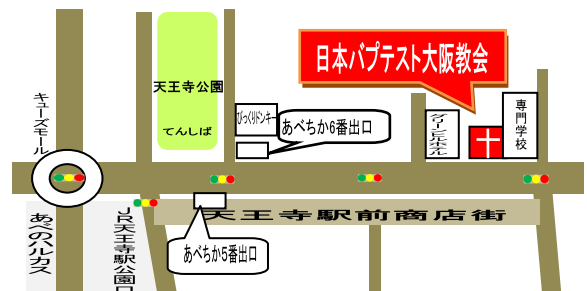 日本バプテスト大阪教会
天王寺公園
てんしば
キューズモール
びっくりドンキー
あべちか6番出口
グリーンヒルホテル
専門学校
天王寺駅前商店街
あべのハルカス
JR天王寺駅公園口
あべちか5番出口